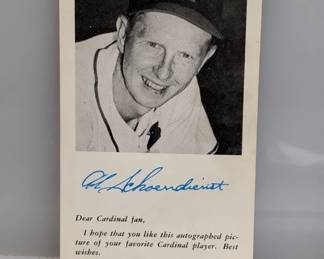 Al Schoendienst
Dear Cardinal fan,
I hope that you like this autographed pic-
ture of your favorite Cardinal player. Best
wishes.